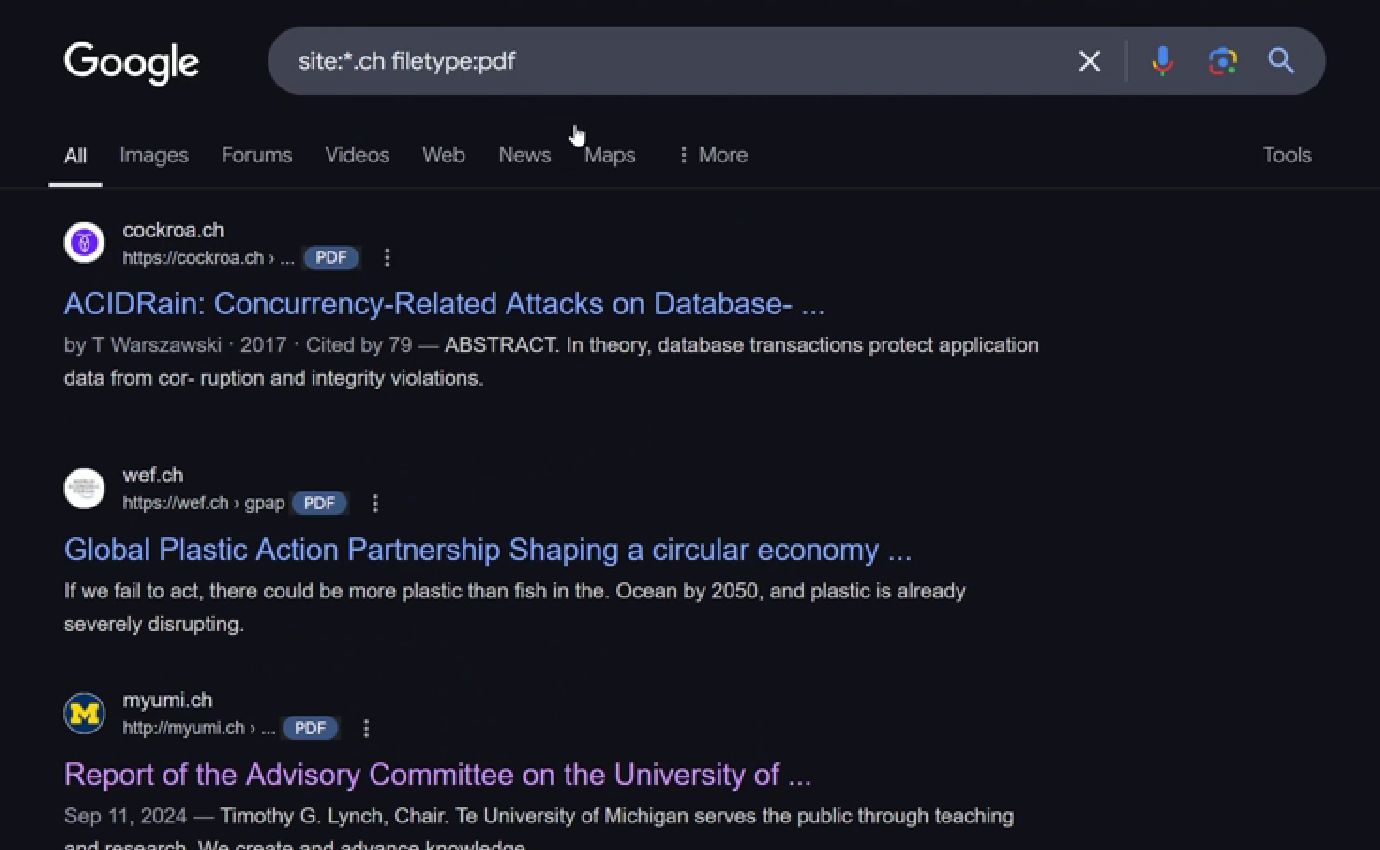 Google
site:*.ch filetype:pdf
All Images Forums Videos Web News Maps More Tools
cockroa.ch
https://cockroa.ch › ... PDF
ACIDRain: Concurrency-Related Attacks on Database- ...
by T Warszawski · 2017 · Cited by 79 — ABSTRACT. In theory, database transactions protect application
data from cor- ruption and integrity violations.
wef.ch
https://wef.ch › gpap PDF
Global Plastic Action Partnership Shaping a circular economy ...
If we fail to act, there could be more plastic than fish in the. Ocean by 2050, and plastic is already
severely disrupting.
M
myumi.ch
http://myumi.ch › ... PDF
Report of the Advisory Committee on the University of ...
Sep 11, 2024 — Timothy G. Lynch, Chair. Te University of Michigan serves the public through teaching
and research. We create and advance knowledge.